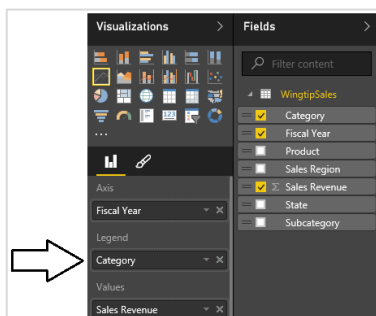 Visualizations
Fields
Filter content
WingtipSales
Category
Fiscal Year
Product
Sales Region
Σ Sales Revenue
State
Subcategory
...
Axis
Fiscal Year
Legend
Category
Values
Sales Revenue